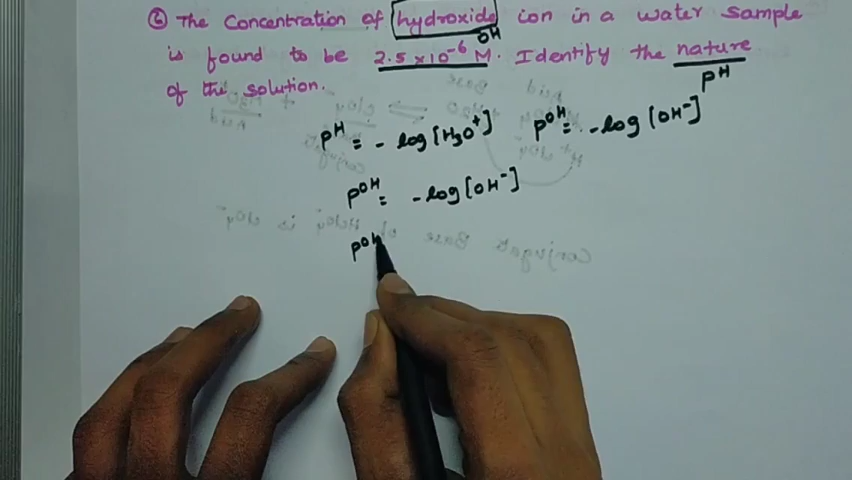 ⑥ The Concentration of hydroxide ion in a water sample
OH
is found to be 2.5 × 10⁻⁶ M. Identify the nature
of the solution. pH
pH = - log [H₃O⁺] pOH = - log [OH⁻]
pOH = - log [OH⁻]
pOH